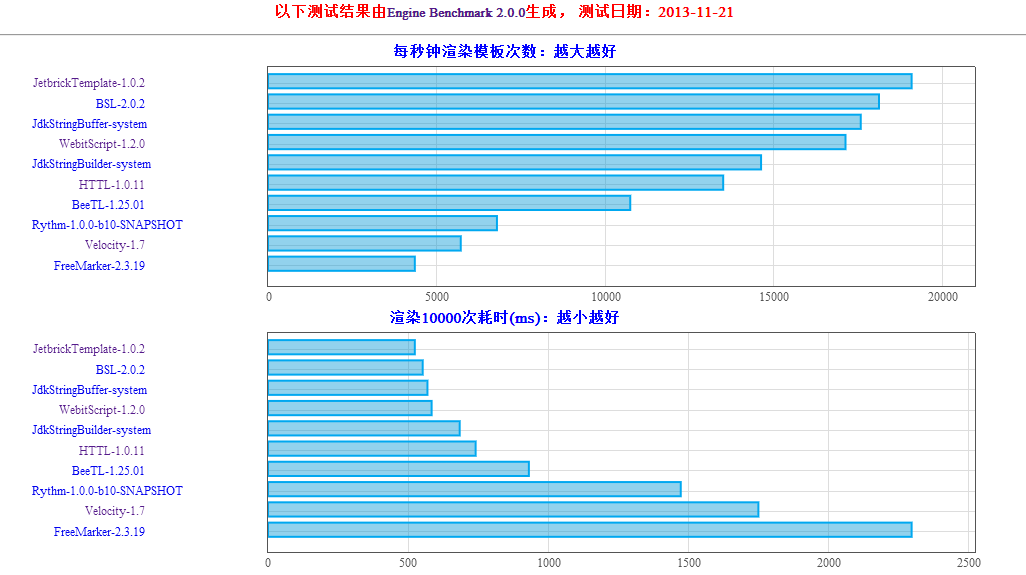 以下测试结果由Engine Benchmark 2.0.0生成， 测试日期：2013-11-21
每秒钟渲染模板次数：越大越好
JetbrickTemplate-1.0.2
BSL-2.0.2
JdkStringBuffer-system
WebitScript-1.2.0
JdkStringBuilder-system
HTTL-1.0.11
BeeTL-1.25.01
Rythm-1.0.0-b10-SNAPSHOT
Velocity-1.7
FreeMarker-2.3.19
0 5000 10000 15000 20000
渲染10000次耗时(ms)：越小越好
JetbrickTemplate-1.0.2
BSL-2.0.2
JdkStringBuffer-system
WebitScript-1.2.0
JdkStringBuilder-system
HTTL-1.0.11
BeeTL-1.25.01
Rythm-1.0.0-b10-SNAPSHOT
Velocity-1.7
FreeMarker-2.3.19
0 500 1000 1500 2000 2500